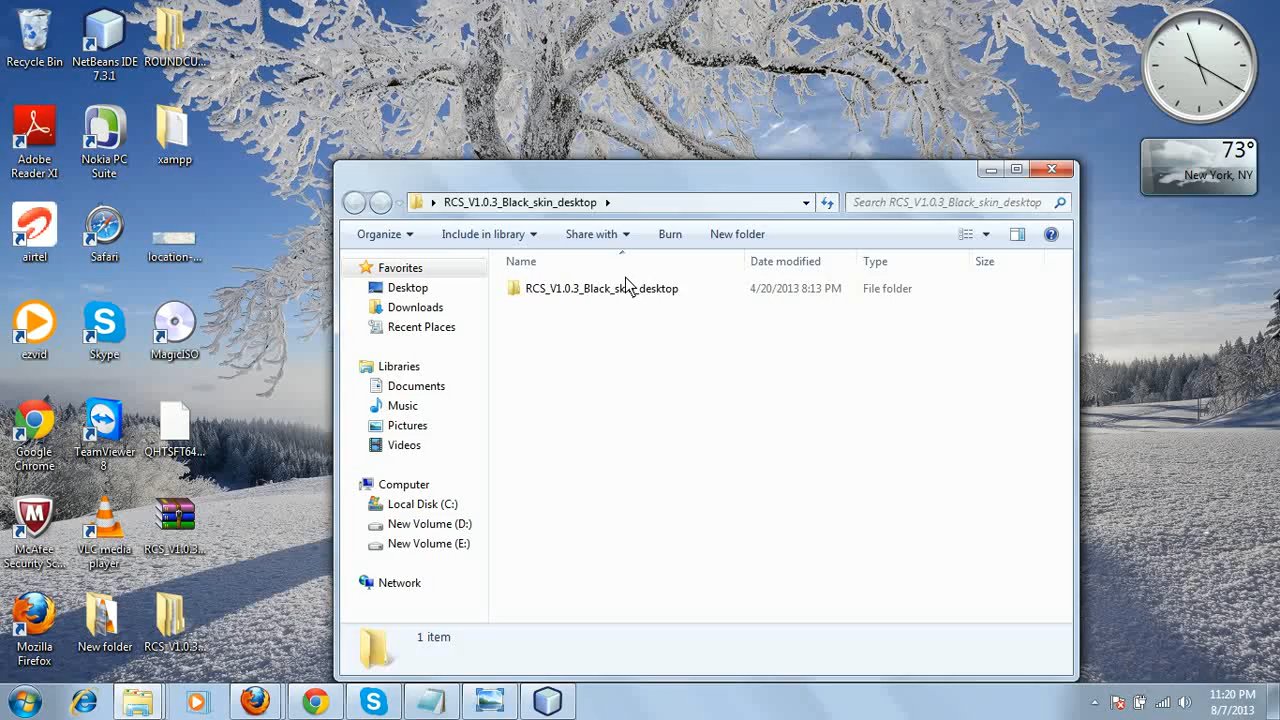 Recycle Bin
NetBeans IDE
7.3.1
ROUNDCU...
Adobe
Reader XI
Nokia PC
Suite
xampp
airtel
Safari
location-...
ezvid
Skype
MagicISO
Google
Chrome
TeamViewer
8
QHTSFT64...
McAfee
Security Sc...
VLC media
player
RCS_V1.0.3...
Mozilla
Firefox
New folder
RCS_V1.0.3...
73°
New York, NY
RCS_V1.0.3_Black_skin_desktop
Search RCS_V1.0.3_Black_skin_desktop
Organize
Include in library
Share with
Burn
New folder
Name
Date modified
Type
Size
RCS_V1.0.3_Black_skin_desktop
4/20/2013 8:13 PM
File folder
Favorites
Desktop
Downloads
Recent Places
Libraries
Documents
Music
Pictures
Videos
Computer
Local Disk (C:)
New Volume (D:)
New Volume (E:)
Network
1 item
11:20 PM
8/7/2013